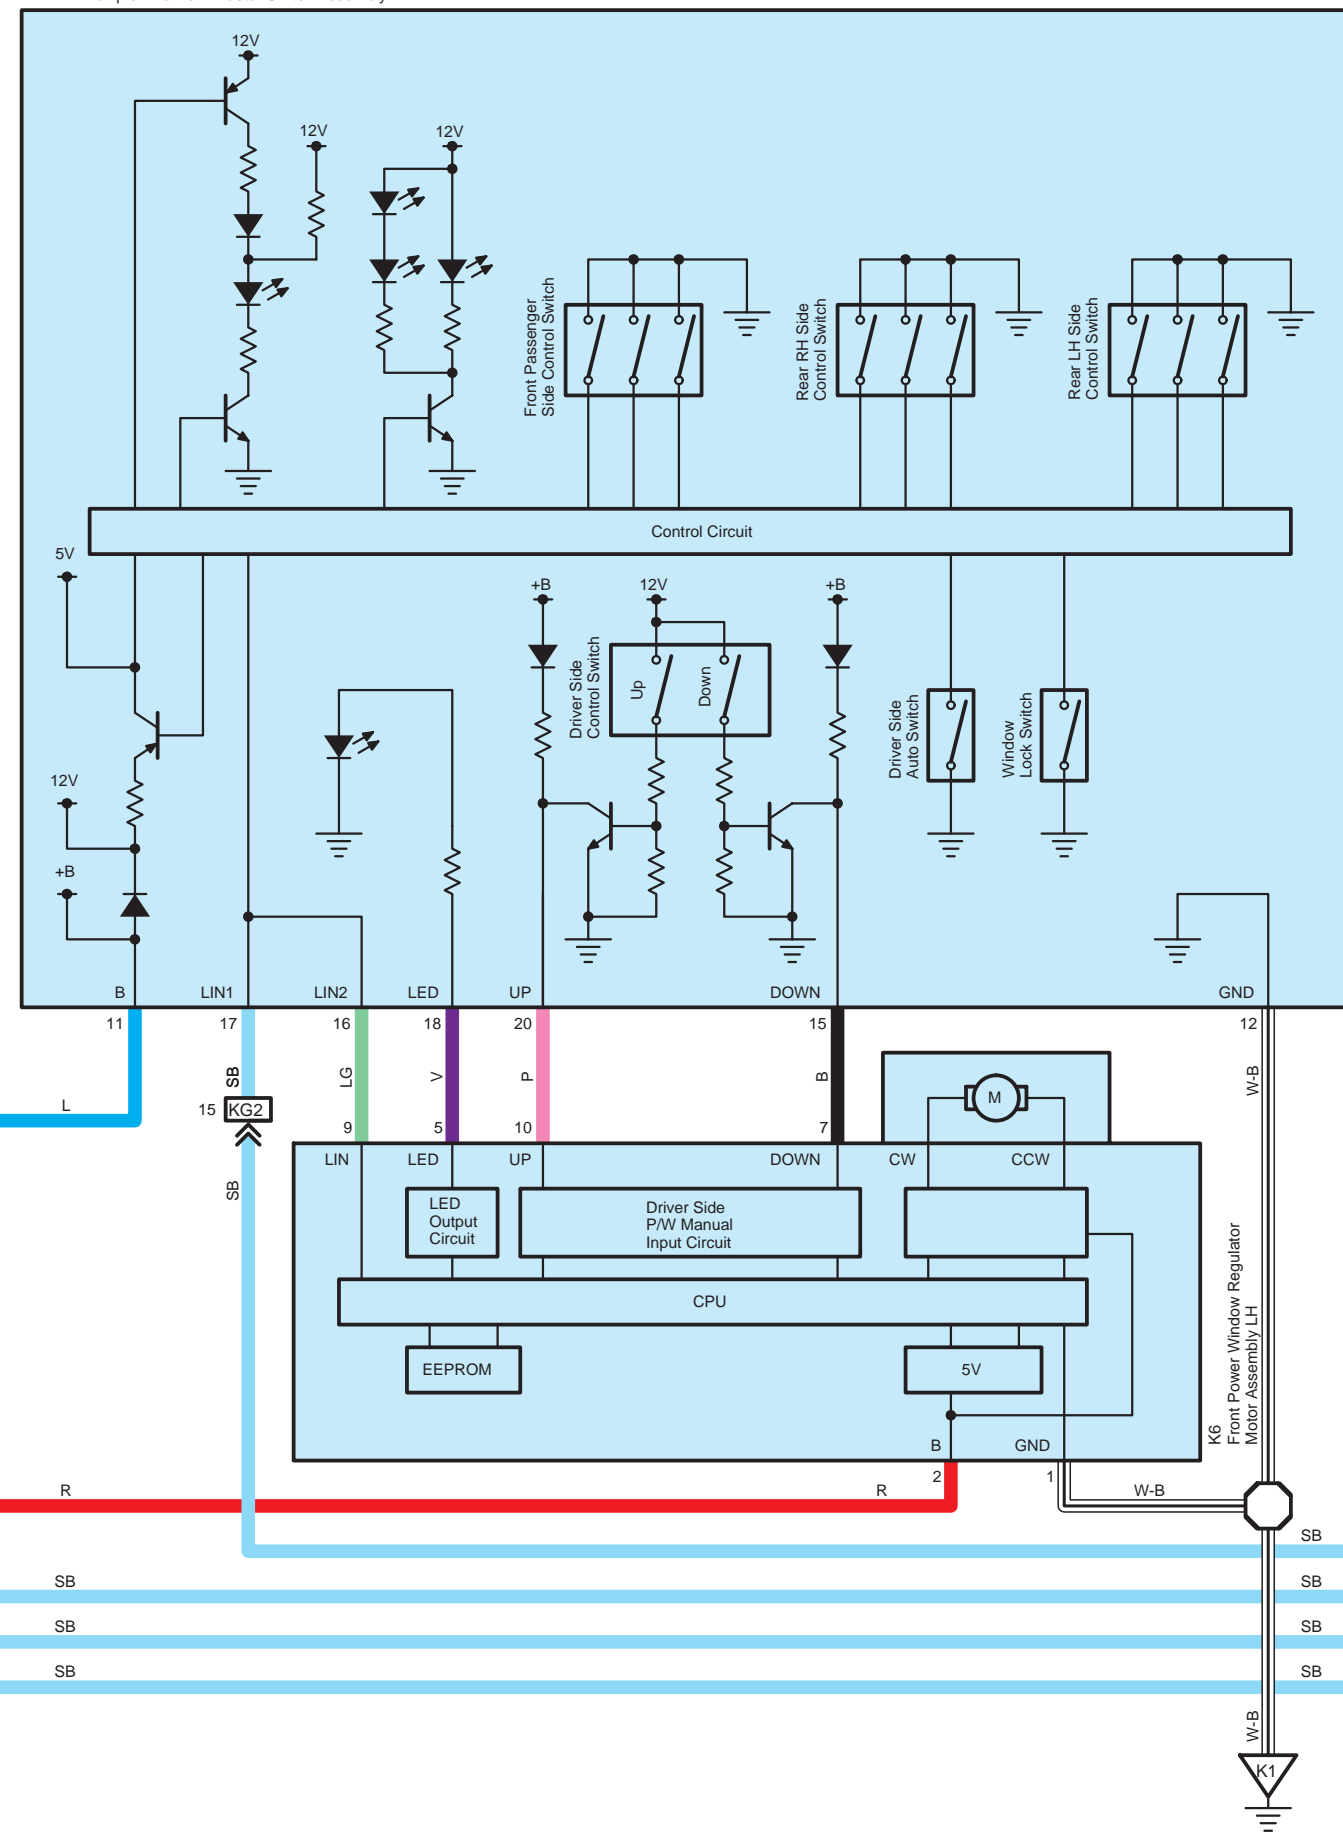 12V
12V
12V
Front Passenger
Side Control Switch
Rear RH Side
Control Switch
Rear LH Side
Control Switch
Control Circuit
5V
+B
12V
+B
Driver Side
Control Switch
Up
Down
Driver Side
Auto Switch
Window
Lock Switch
12V
+B
B
LIN1
LIN2
LED
UP
DOWN
GND
11
17
16
18
20
15
12
SB
LG
V
P
B
W-B
M
L
15
KG2
9
5
10
7
LIN
LED
UP
DOWN
CW
CCW
SB
LED
Output
Circuit
Driver Side
P/W Manual
Input Circuit
CPU
EEPROM
5V
K6
Front Power Window Regulator
Motor Assembly LH
B
GND
2
1
R
R
W-B
SB
SB
SB
SB
SB
SB
SB
W-B
K1